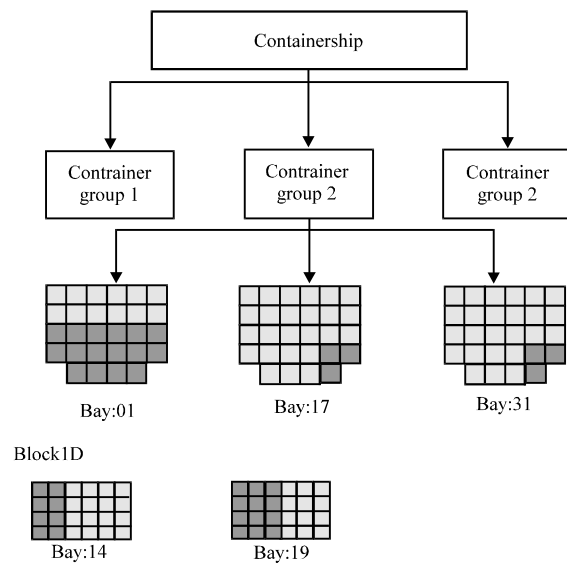 Containership
Contrainer
group 1
Contrainer
group 2
Contrainer
group 2
Bay:01
Bay:17
Bay:31
Block1D
Bay:14
Bay:19